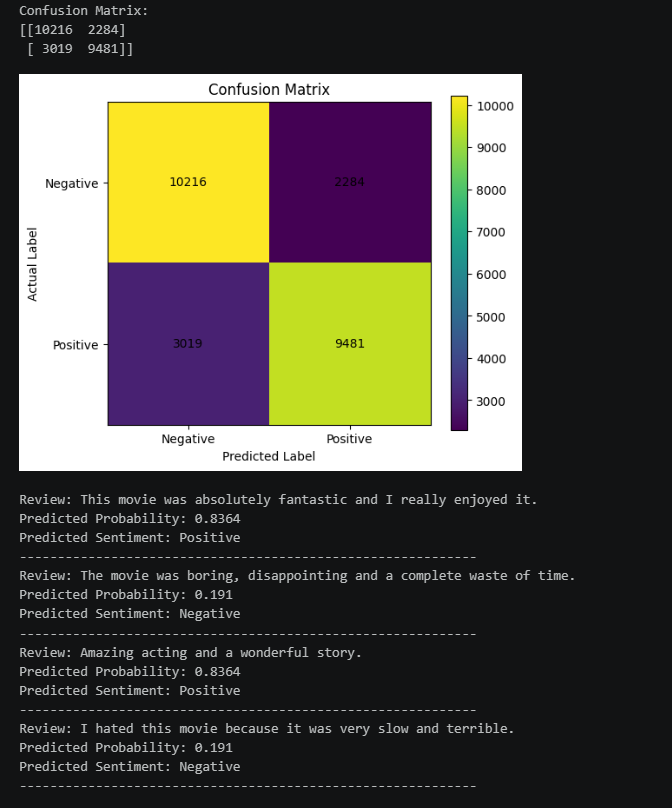 Confusion Matrix:
[[10216  2284]
 [ 3019  9481]]
Confusion Matrix
10000
9000
8000
7000
6000
5000
4000
3000
Actual Label
Negative
10216 2284
Positive
3019 9481
Negative Positive
Predicted Label
Review: This movie was absolutely fantastic and I really enjoyed it.
Predicted Probability: 0.8364
Predicted Sentiment: Positive
------------------------------------------------------------
Review: The movie was boring, disappointing and a complete waste of time.
Predicted Probability: 0.191
Predicted Sentiment: Negative
------------------------------------------------------------
Review: Amazing acting and a wonderful story.
Predicted Probability: 0.8364
Predicted Sentiment: Positive
------------------------------------------------------------
Review: I hated this movie because it was very slow and terrible.
Predicted Probability: 0.191
Predicted Sentiment: Negative
------------------------------------------------------------